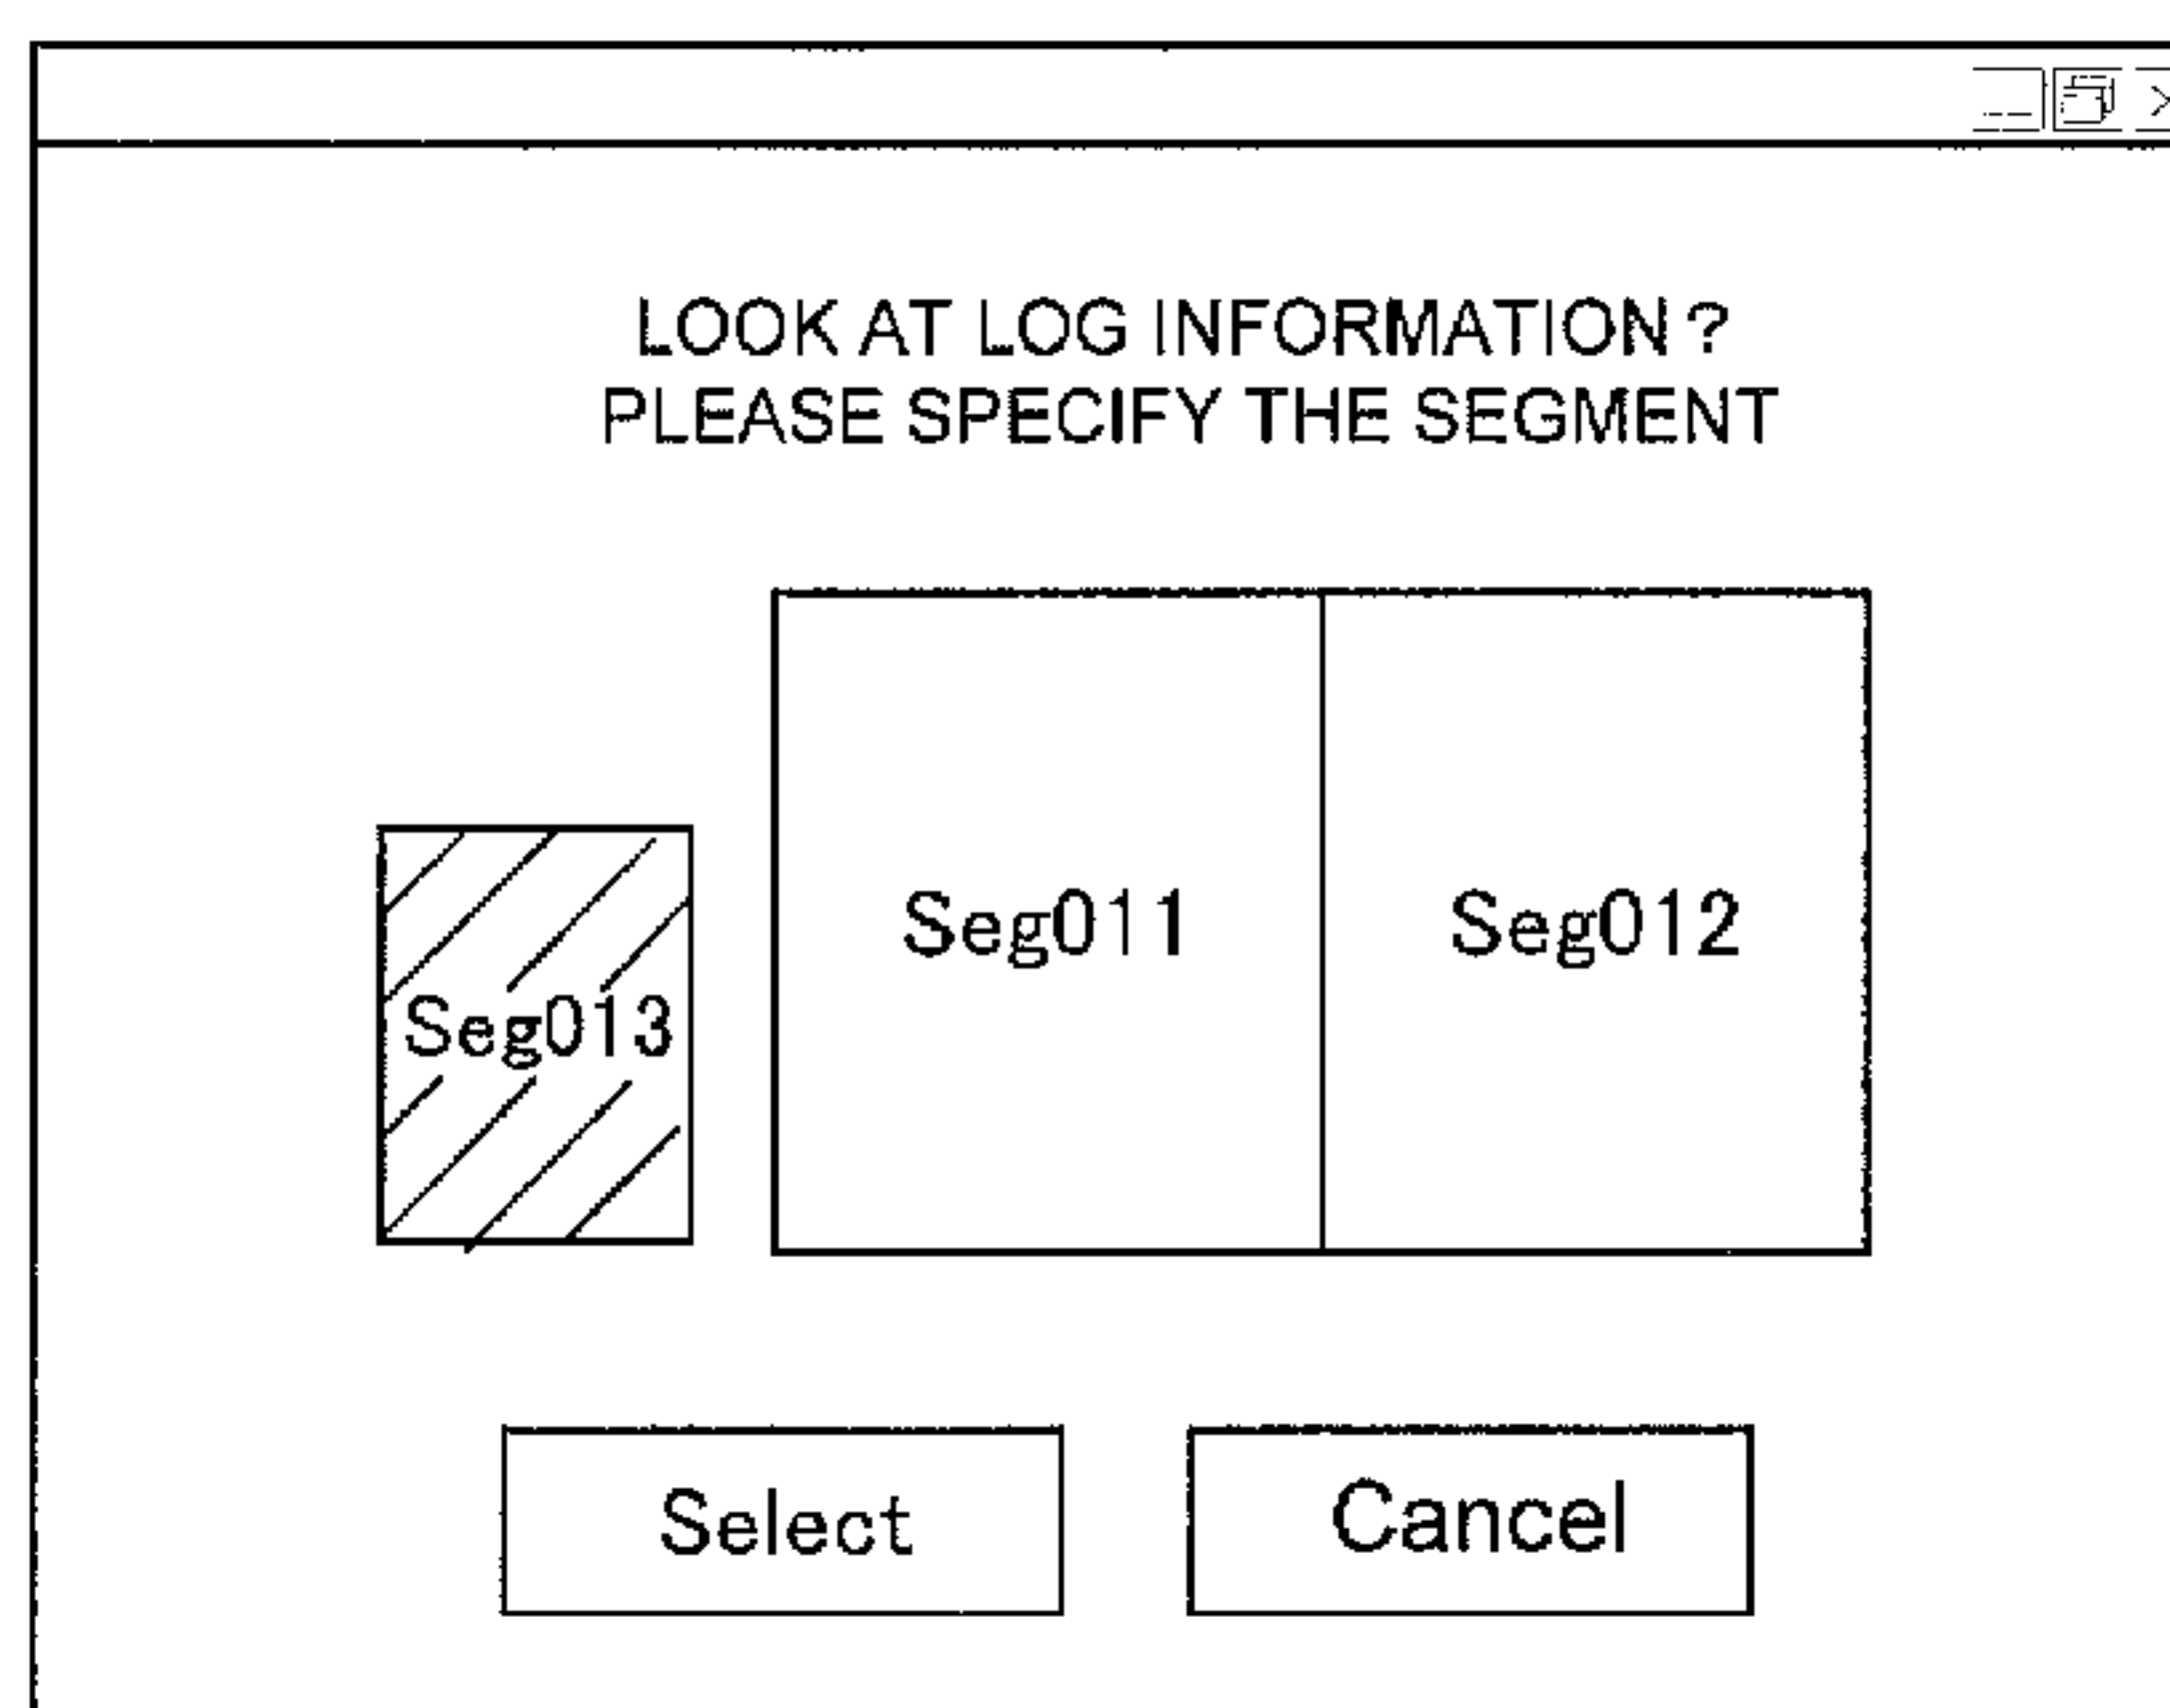 LOOK AT LOG INFORMATION?
PLEASE SPECIFY THE SEGMENT
Seg011 Seg012
Seg013
Select Cancel